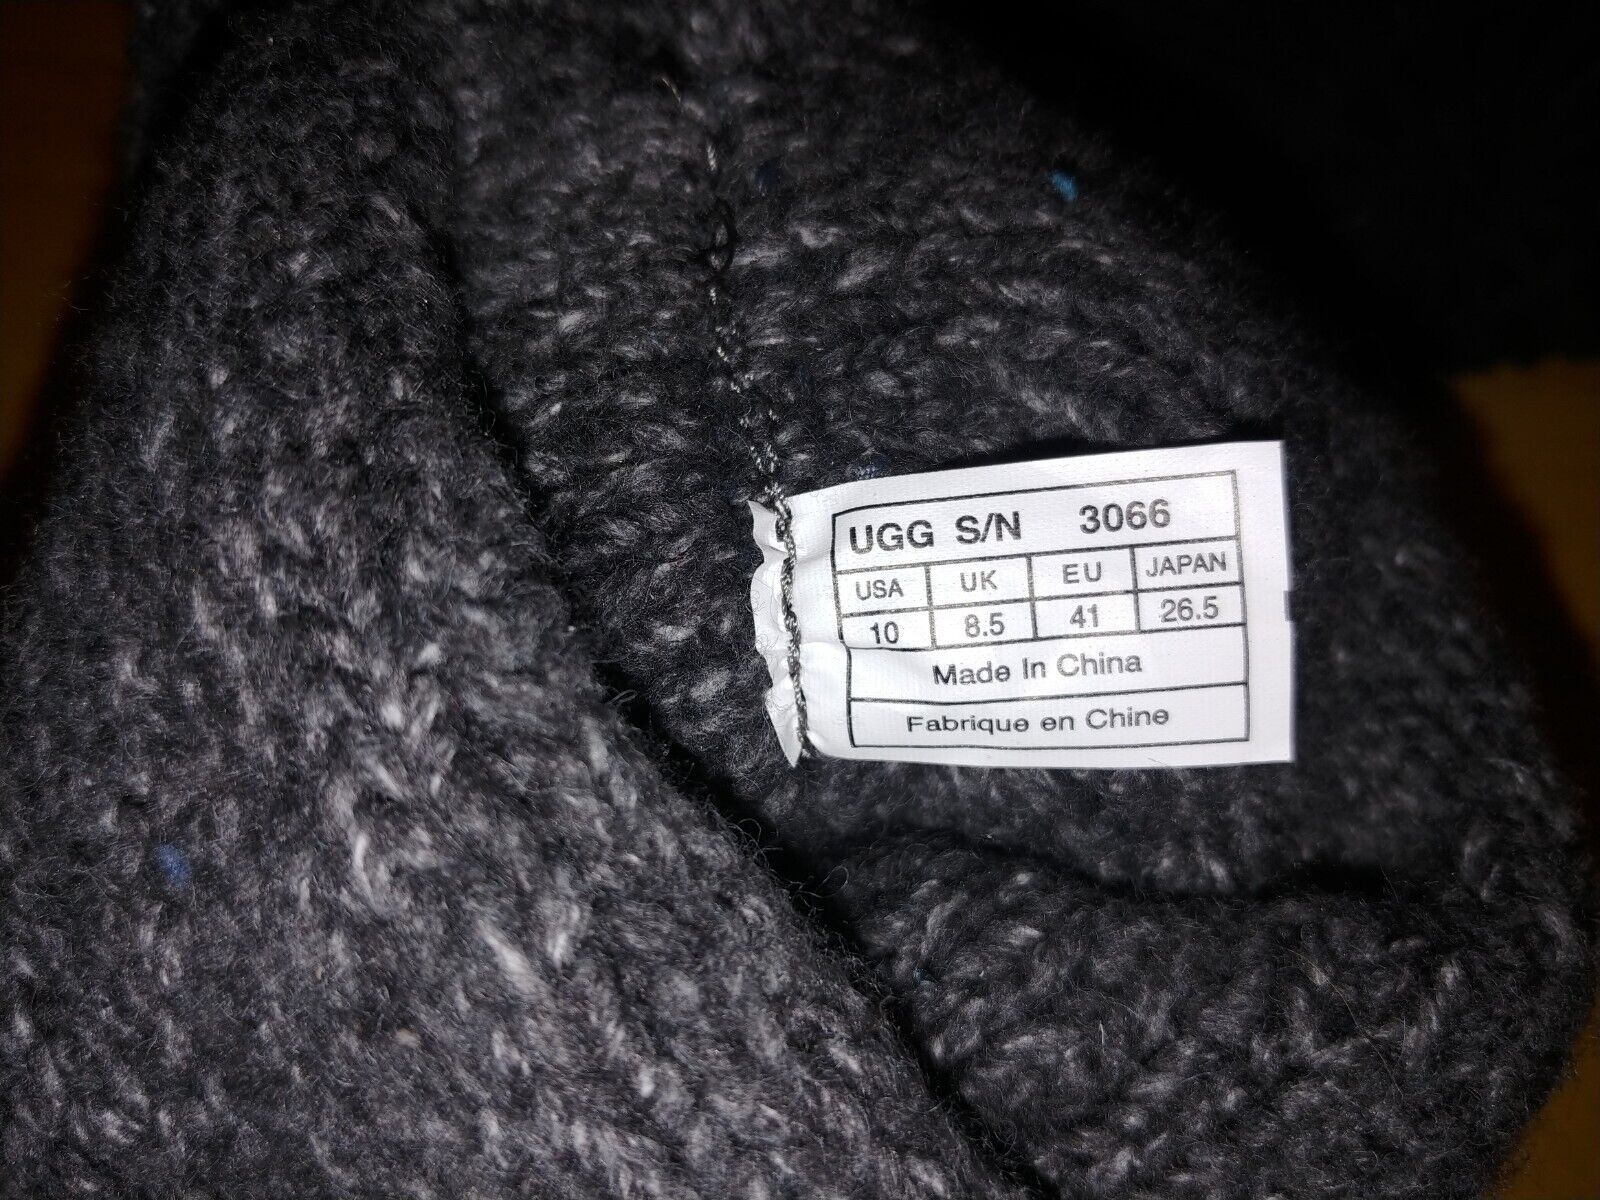 UGG S/N 3066
USA UK EU JAPAN
10 8.5 41 26.5
Made In China
Fabrique en Chine